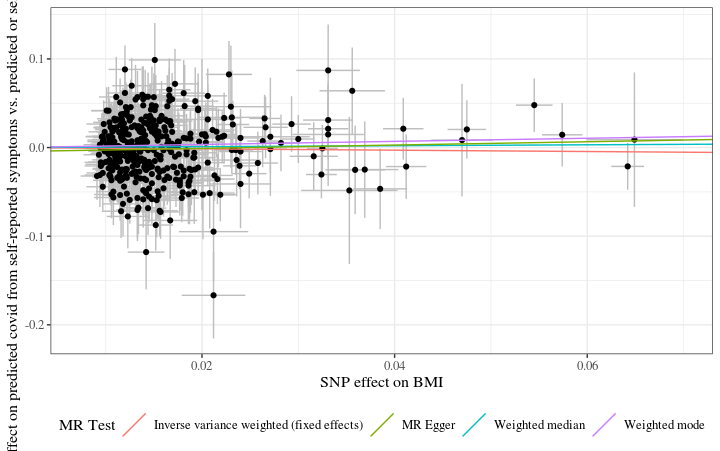 effect on predicted covid from self-reported symptoms vs. predicted or se
0.1
0.0
-0.1
-0.2
0.02
0.04
0.06
SNP effect on BMI
MR Test
Inverse variance weighted (fixed effects)
MR Egger
Weighted median
Weighted mode